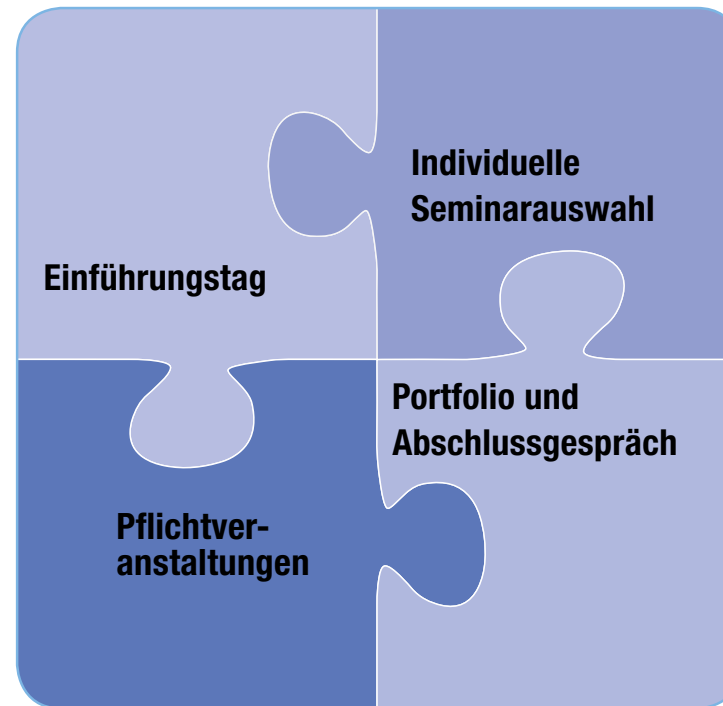 Individuelle
Seminarauswahl
Einführungstag
Portfolio und
Abschlussgespräch
Pflichtver-
anstaltungen